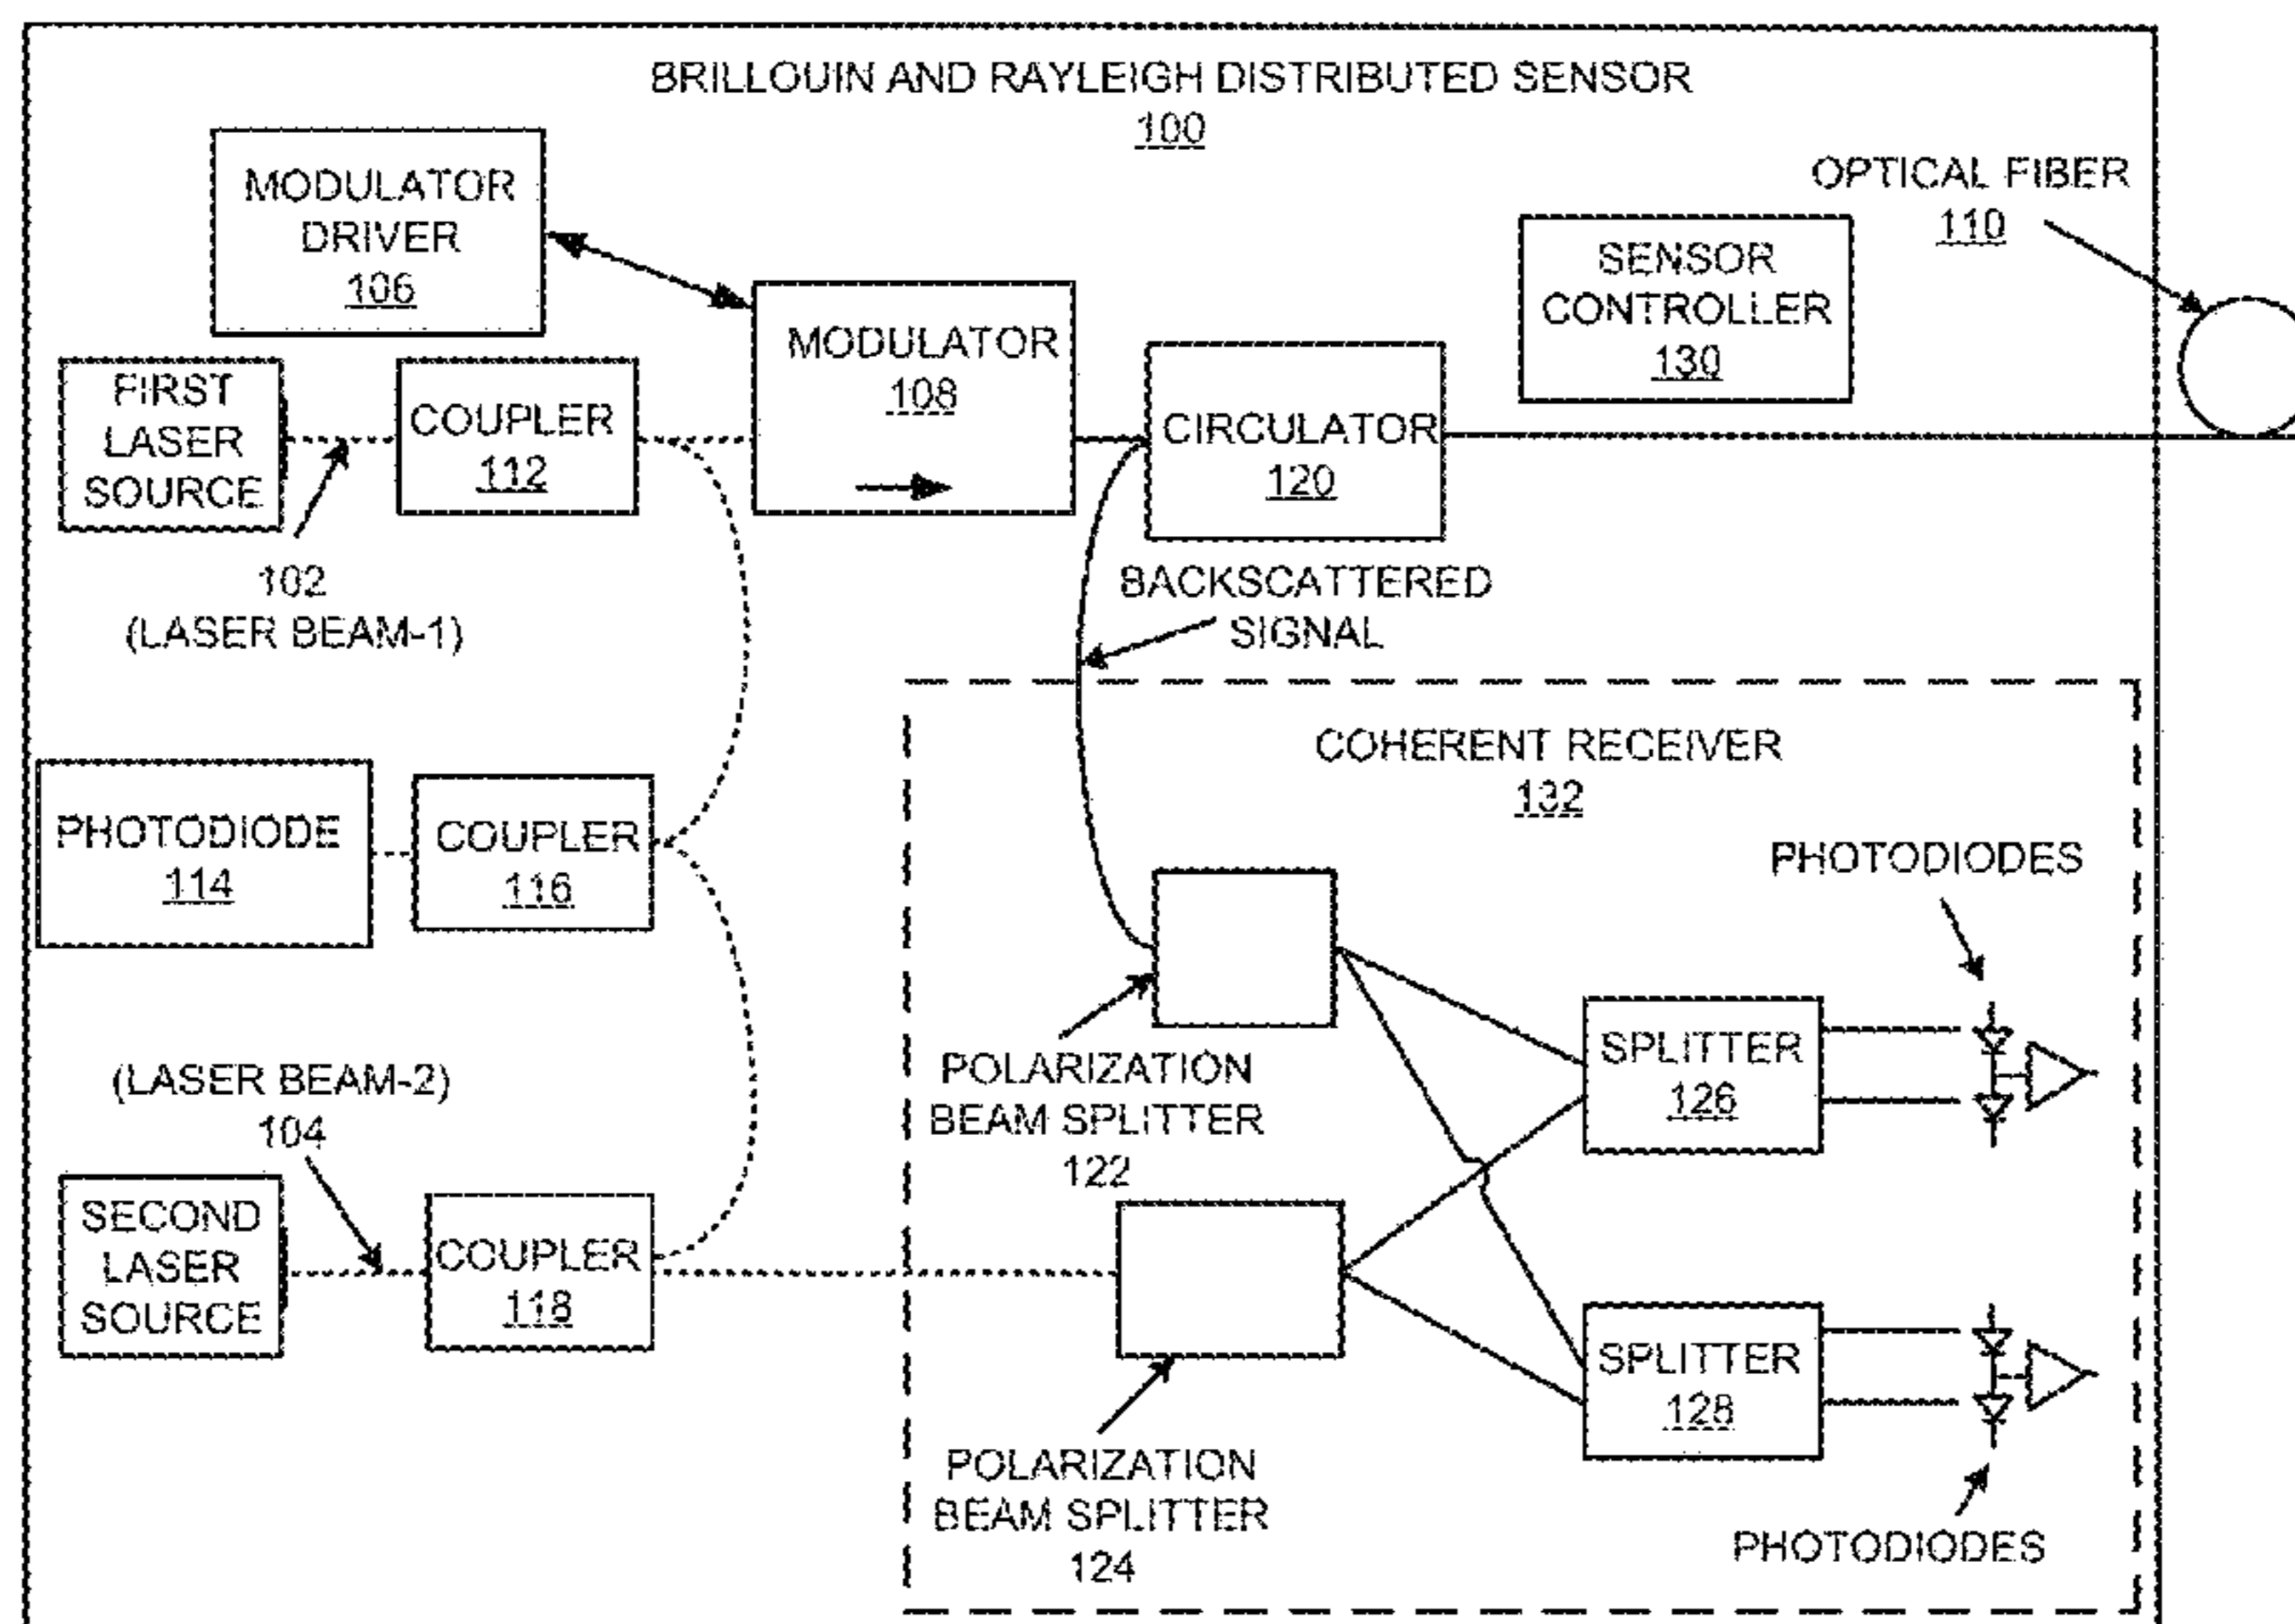 BRILLOUIN AND RAYLEIGH DISTRIBUTED SENSOR
100
MODULATOR
DRIVER
106
OPTICAL FIBER
110
SENSOR
CONTROLLER
130
MODULATOR
108
FIRST
LASER
SOURCE
COUPLER
112
CIRCULATOR
120
102
(LASER BEAM-1)
BACKSCATTERED
SIGNAL
COHERENT RECEIVER
132
PHOTODIODE
114
COUPLER
116
PHOTODIODES
POLARIZATION
BEAM SPLITTER
122
SPLITTER
126
(LASER BEAM-2)
104
SECOND
LASER
SOURCE
COUPLER
118
SPLITTER
128
POLARIZATION
BEAM SPLITTER
124
PHOTODIODES